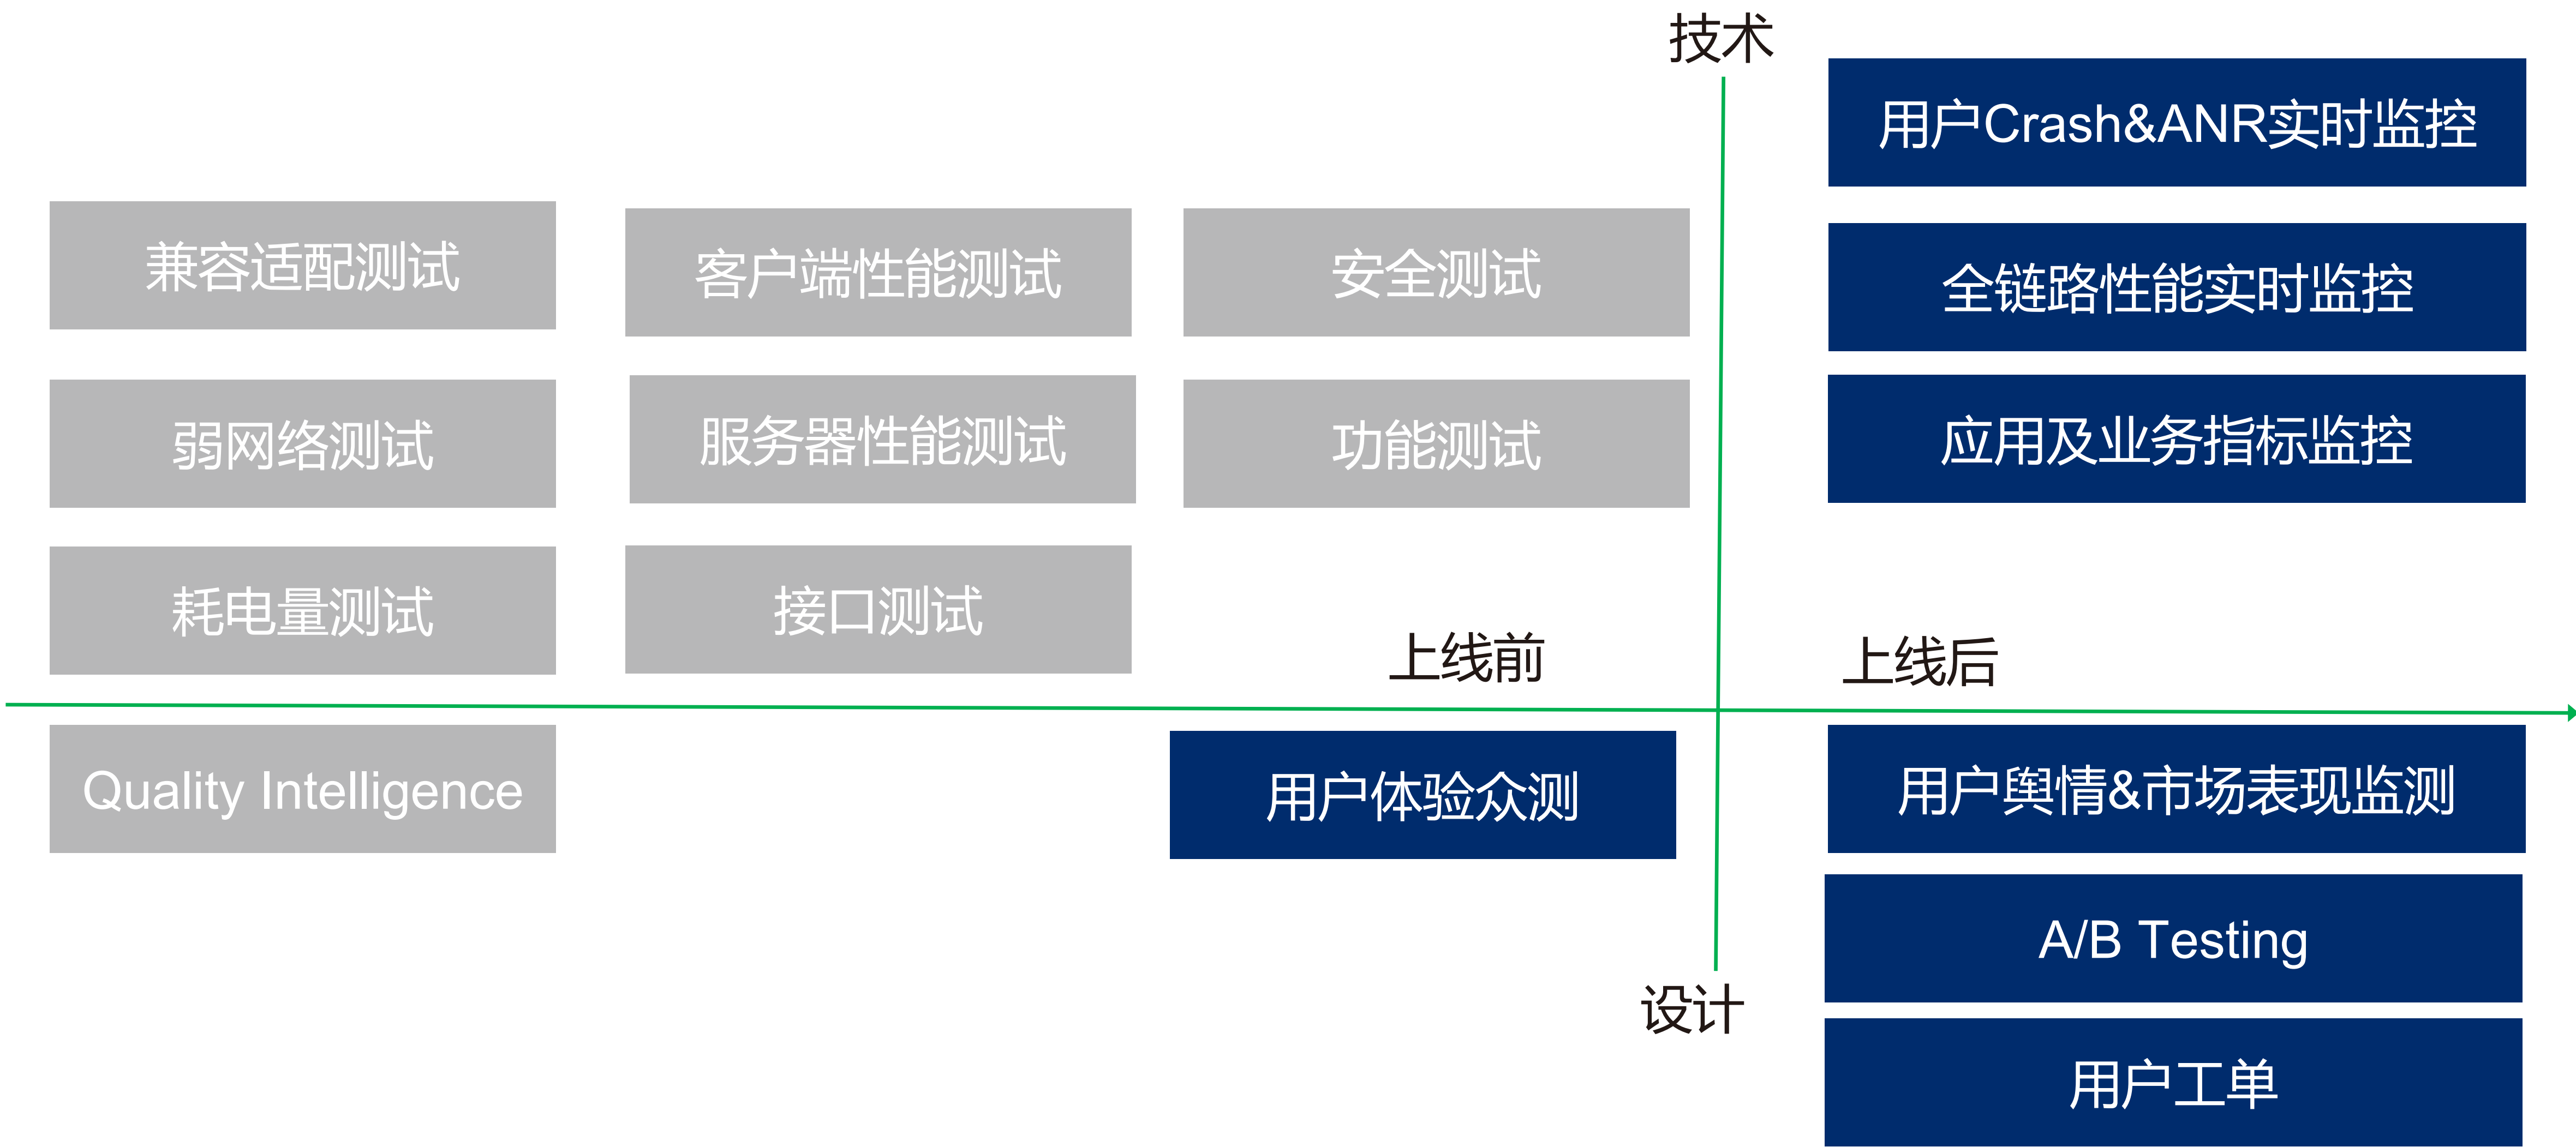 技术
用户Crash&ANR实时监控
兼容适配测试
客户端性能测试
安全测试
全链路性能实时监控
弱网络测试
服务器性能测试
功能测试
应用及业务指标监控
耗电量测试
接口测试
上线前
上线后
Quality Intelligence
用户体验众测
用户舆情&市场表现监测
A/B Testing
设计
用户工单